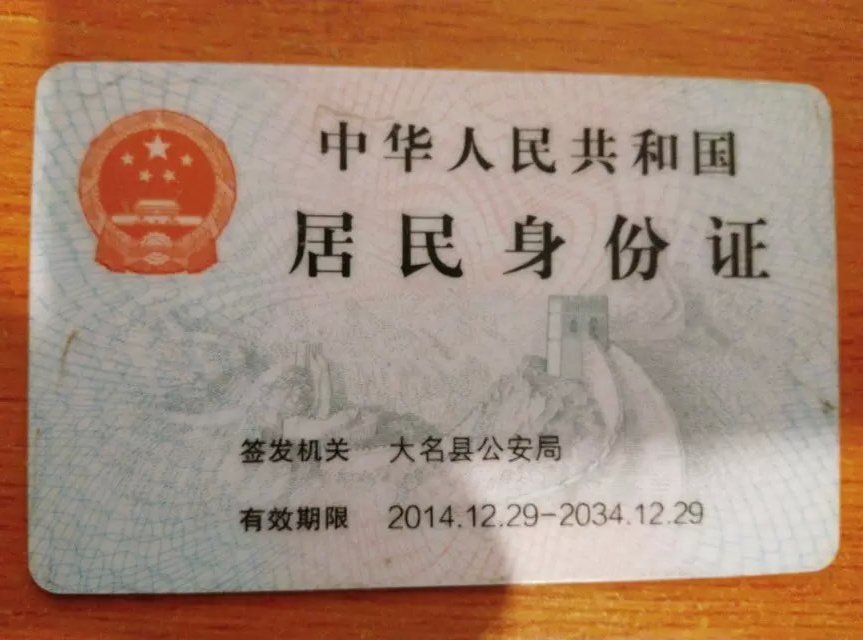 中华人民共和国
居民身份证
签发机关 大名县公安局
有效期限 2014.12.29-2034.12.29